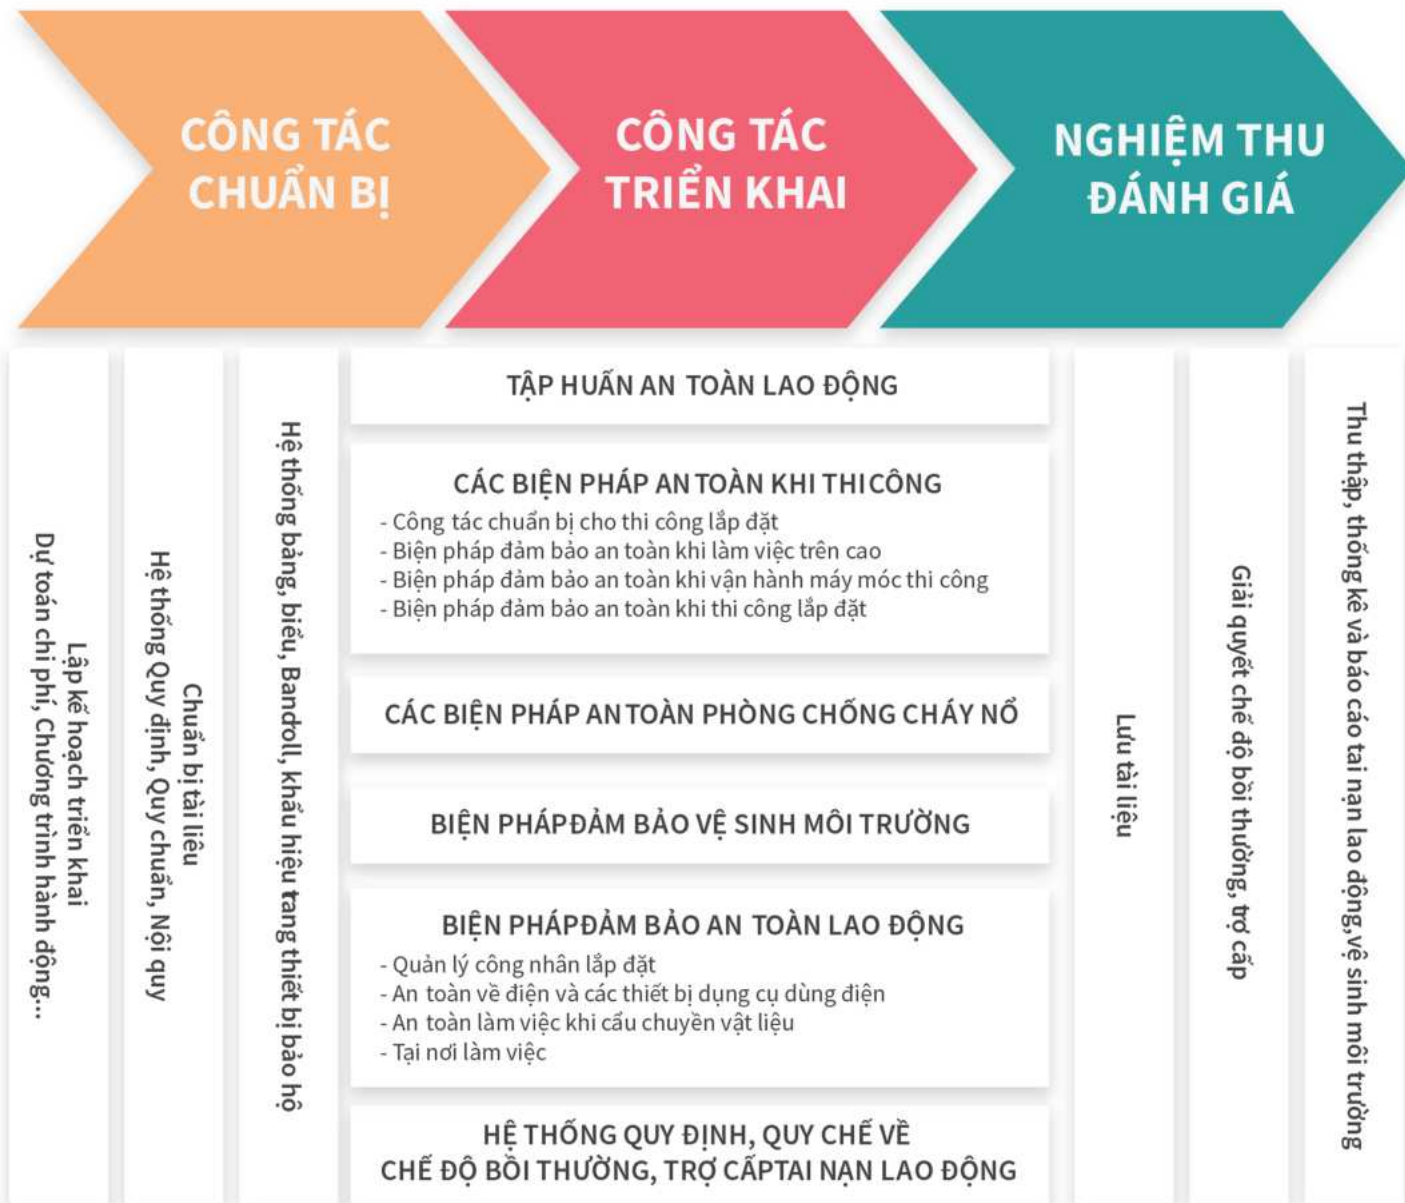 CÔNG TÁC
CHUẨN BỊ
CÔNG TÁC
TRIỂN KHAI
NGHIỆM THU
ĐÁNH GIÁ
Lập kế hoạch triển khai
Dự toán chi phí, Chương trình hành động...
Chuẩn bị tài liêu
Hệ thống Quy định, Quy chuẩn, Nội quy
Hệ thống bảng, biểu, Bandroll, khẩu hiệu trang thiết bị bảo hộ
TẬP HUẤN AN TOÀN LAO ĐỘNG
CÁC BIỆN PHÁP AN TOÀN KHI THI CÔNG
- Công tác chuẩn bị cho thi công lắp đặt
- Biện pháp đảm bảo an toàn khi làm việc trên cao
- Biện pháp đảm bảo an toàn khi vận hành máy móc thi công
- Biện pháp đảm bảo an toàn khi thi công lắp đặt
CÁC BIỆN PHÁP AN TOÀN PHÒNG CHỐNG CHÁY NỔ
BIỆN PHÁP ĐẢM BẢO VỆ SINH MÔI TRƯỜNG
BIỆN PHÁP ĐẢM BẢO AN TOÀN LAO ĐỘNG
- Quản lý công nhân lắp đặt
- An toàn về điện và các thiết bị dụng cụ dùng điện
- An toàn làm việc khi cẩu chuyền vật liệu
- Tại nơi làm việc
HỆ THỐNG QUY ĐỊNH, QUY CHẾ VỀ
CHẾ ĐỘ BỒI THƯỜNG, TRỢ CẤP TAI NẠN LAO ĐỘNG
Lưu tài liệu
Giải quyết chế độ bồi thường, trợ cấp
Thu thập, thống kê và báo cáo tai nạn lao động,vệ sinh môi trường